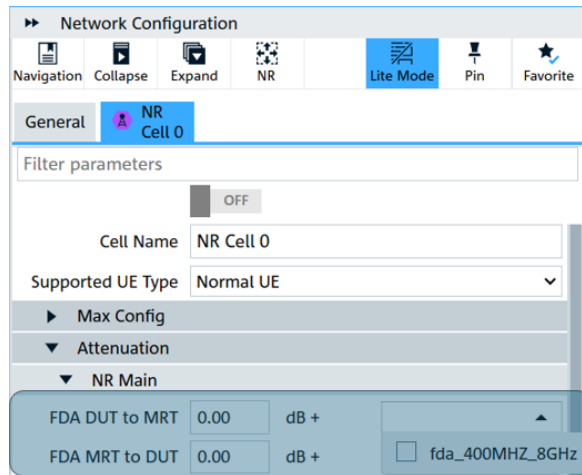 Network Configuration
Navigation Collapse Expand NR Lite Mode Pin Favorite
General NR
Cell 0
Filter parameters
OFF
Cell Name NR Cell 0
Supported UE Type Normal UE
Max Config
Attenuation
NR Main
FDA DUT to MRT 0.00 dB +
FDA MRT to DUT 0.00 dB + fda_400MHZ_8GHz